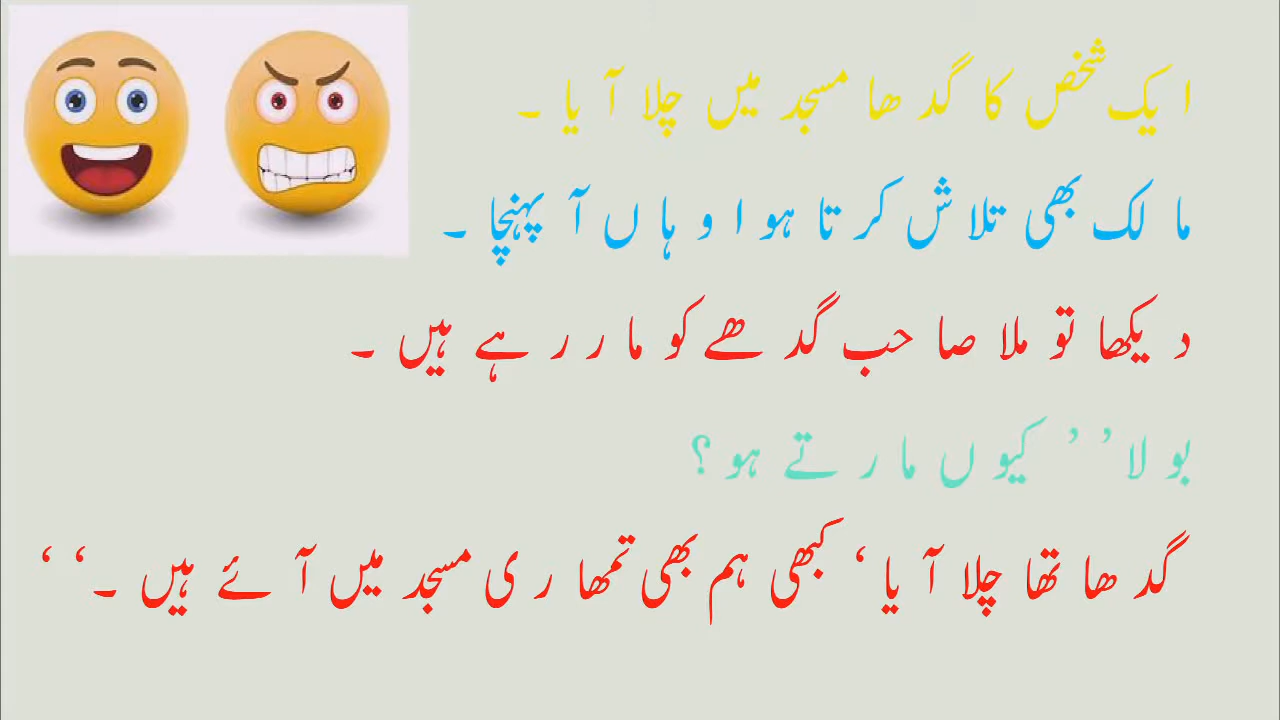 ایک شخص کا گدھا مسجد میں چلا آیا ۔
مالک بھی تلاش کرتا ہوا وہاں آ پہنچا ۔
دیکھا تو ملا صاحب گدھے کو مار رہے ہیں ۔
بولا ’’ کیوں مارتے ہو ؟
گدھا تھا چلا آیا ‘ کبھی ہم بھی تمھاری مسجد میں آئے ہیں ۔‘‘